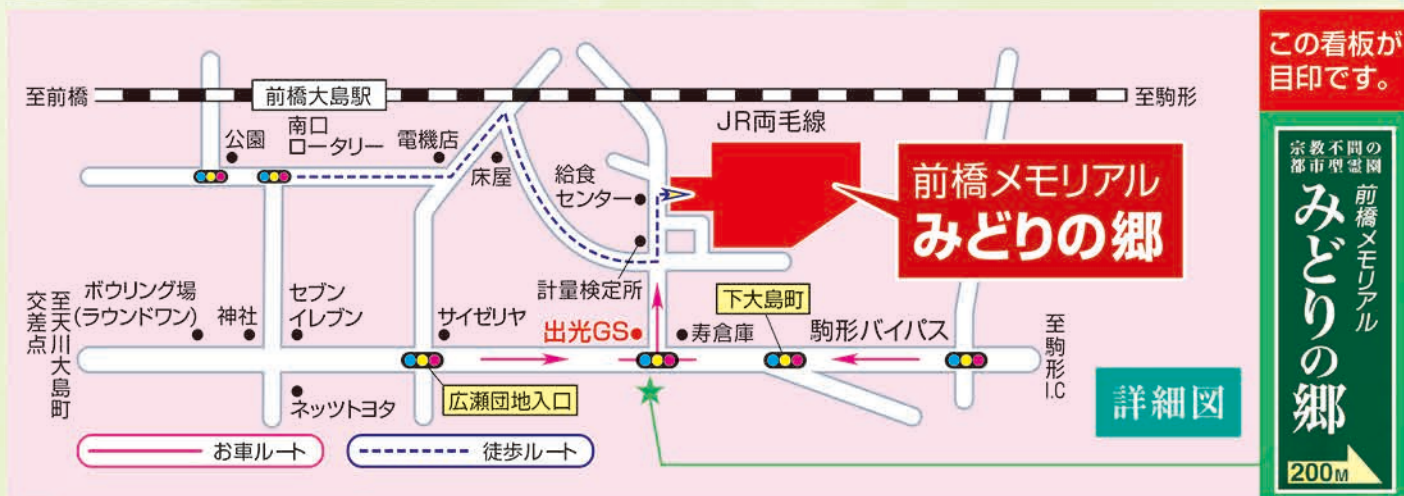 至前橋
前橋大島駅
至駒形
JR両毛線
公園
南口
ロータリー
電機店
床屋
給食
センター
前橋メモリアル
みどりの郷
計量検定所
下大島町
至天川大島町
交差点
ボウリング場
(ラウンドワン)
神社
セブン
イレブン
サイゼリヤ
出光GS
寿倉庫
駒形バイパス
至駒形I.C
広瀬団地入口
ネッツトヨタ
詳細図
お車ルート
徒歩ルート
この看板が
目印です。
宗教不問の
都市型霊園
前橋メモリアル
みどりの郷
200M